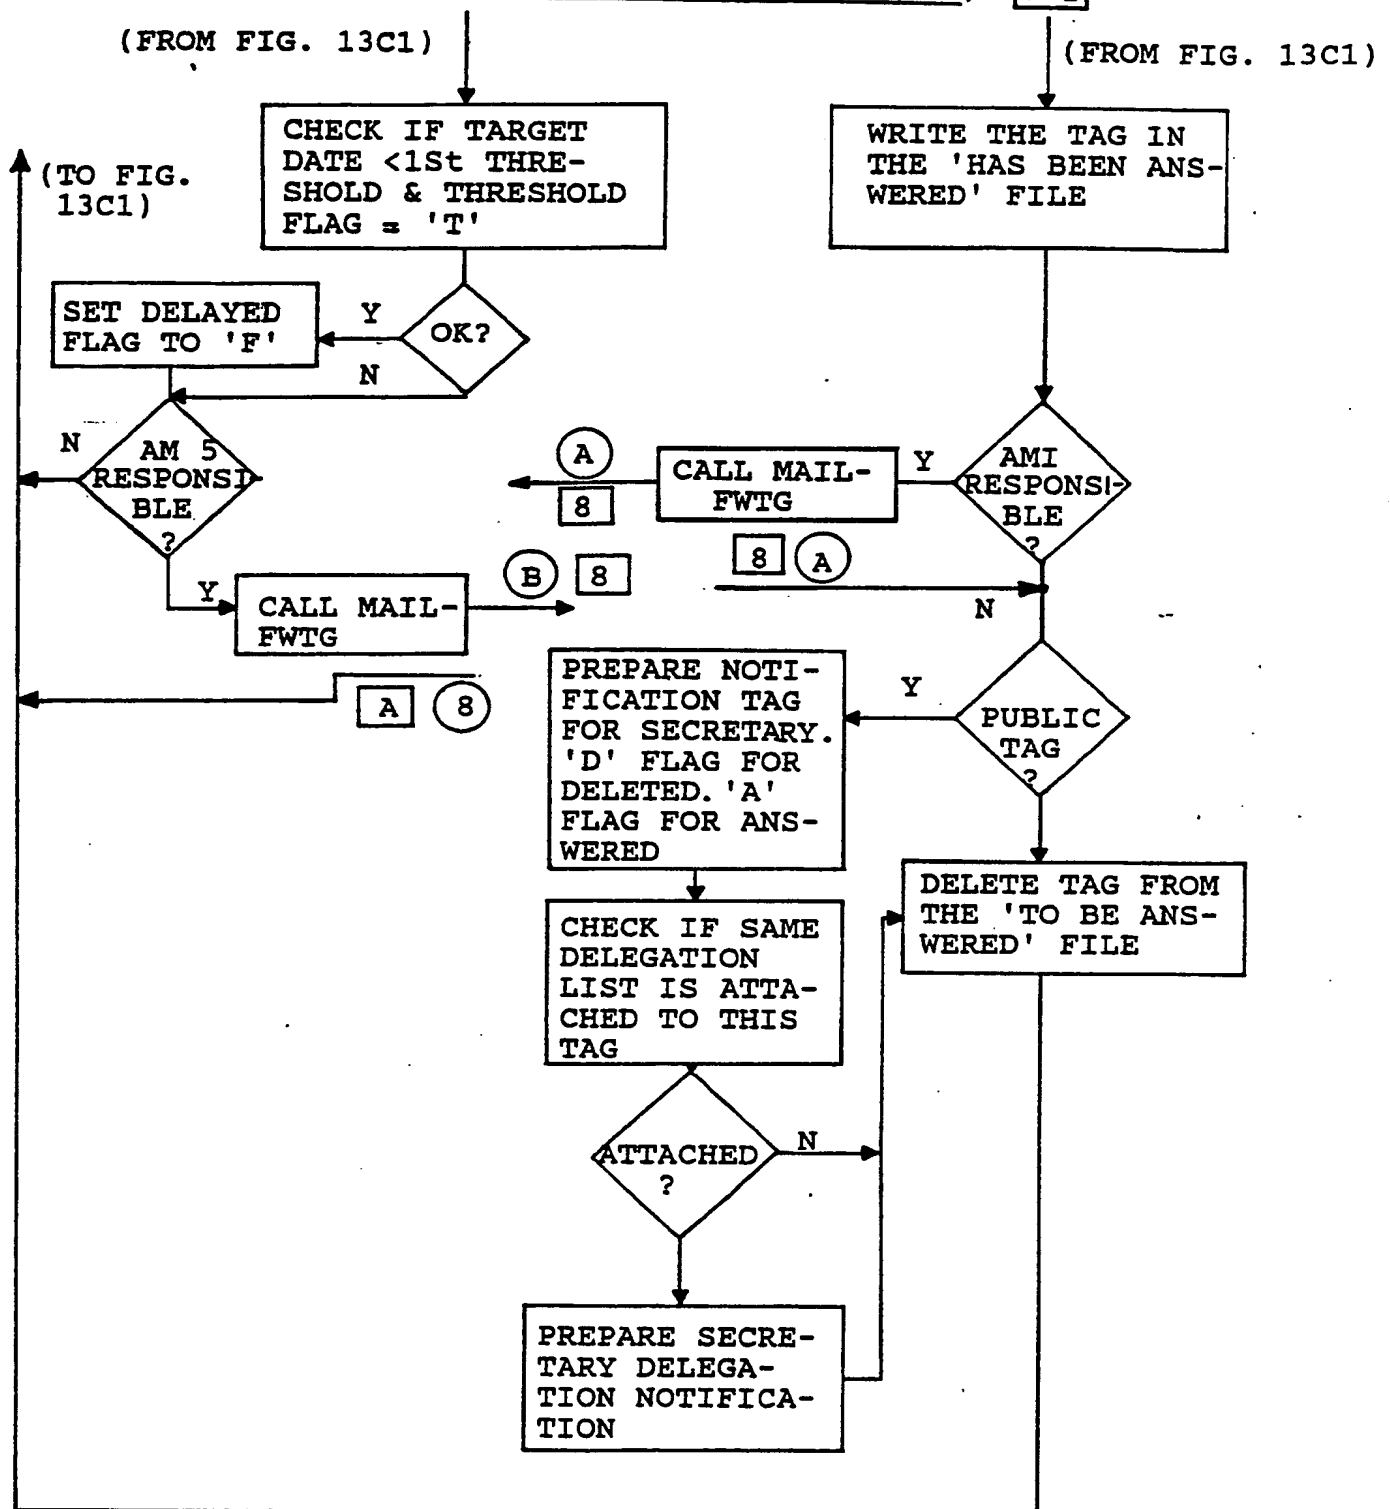 (FROM FIG. 13C1)
(FROM FIG. 13C1)
CHECK IF TARGET
DATE <1St THRE-
SHOLD & THRESHOLD
FLAG = 'T'
WRITE THE TAG IN
THE 'HAS BEEN ANS-
WERED' FILE
(TO FIG.
13C1)
SET DELAYED
FLAG TO 'F'
Y
OK?
N
N
AM 5
RESPONSI
BLE
?
A
8
CALL MAIL-
FWTG
Y
AMI
RESPONSI-
BLE
?
8 A
N
Y
CALL MAIL-
FWTG
B 8
A 8
PREPARE NOTI-
FICATION TAG
FOR SECRETARY.
'D' FLAG FOR
DELETED. 'A'
FLAG FOR ANS-
WERED
Y
PUBLIC
TAG
?
DELETE TAG FROM
THE 'TO BE ANS-
WERED' FILE
CHECK IF SAME
DELEGATION
LIST IS ATTA-
CHED TO THIS
TAG
ATTACHED
?
N
PREPARE SECRE-
TARY DELEGA-
TION NOTIFICA-
TION